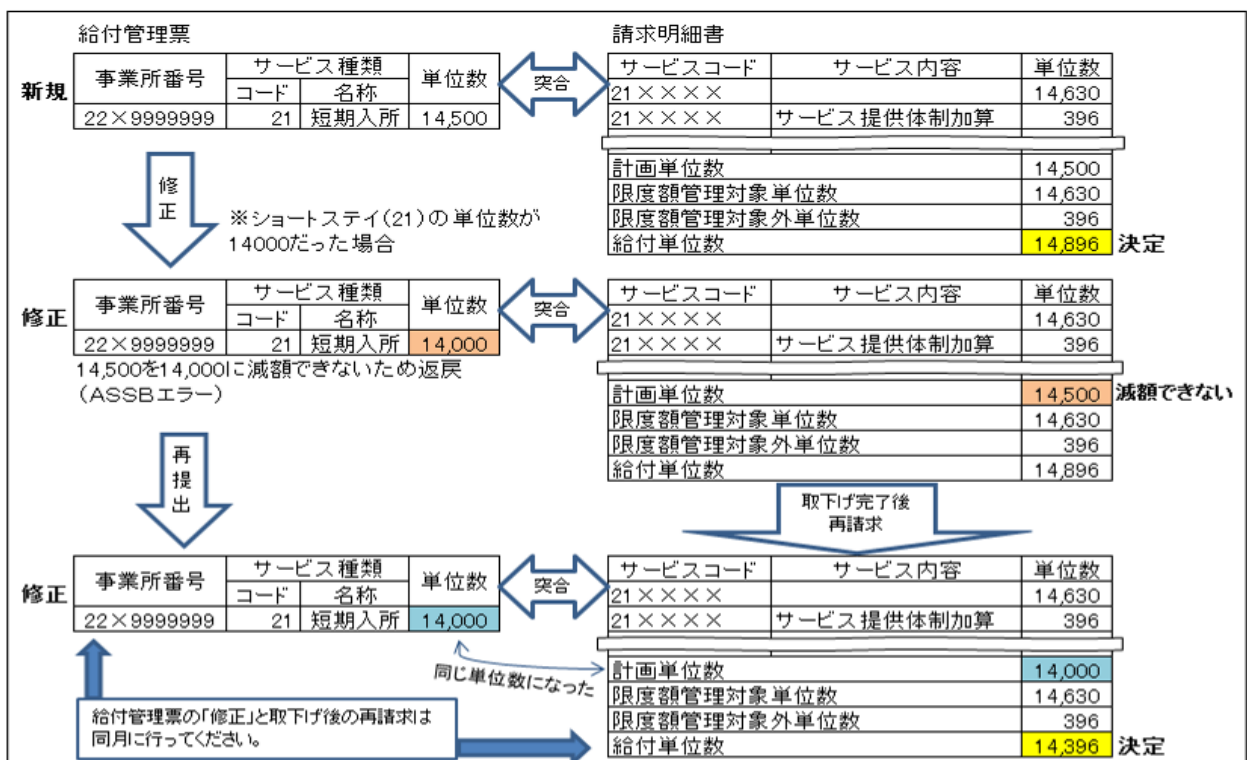 給付管理票
請求明細書
新規
事業所番号 サービス種類 単位数
コード 名称
22×9999999 21 短期入所 14,500
突合
サービスコード サービス内容 単位数
21×××× 14,630
21×××× サービス提供体制加算 396
計画単位数 14,500
限度額管理対象単位数 14,630
限度額管理対象外単位数 396
給付単位数 14,896 決定
修正
※ショートステイ(21)の単位数が
14000だった場合
修正
事業所番号 サービス種類 単位数
コード 名称
22×9999999 21 短期入所 14,000
14,500を14,000に減額できないため返戻
(ASSBエラー)
突合
サービスコード サービス内容 単位数
21×××× 14,630
21×××× サービス提供体制加算 396
計画単位数 14,500 減額できない
限度額管理対象単位数 14,630
限度額管理対象外単位数 396
給付単位数 14,896
再提出
取下げ完了後
再請求
修正
事業所番号 サービス種類 単位数
コード 名称
22×9999999 21 短期入所 14,000
突合
サービスコード サービス内容 単位数
21×××× 14,630
21×××× サービス提供体制加算 396
同じ単位数になった
計画単位数 14,000
限度額管理対象単位数 14,630
限度額管理対象外単位数 396
給付単位数 14,396 決定
給付管理票の「修正」と取下げ後の再請求は
同月に行ってください。